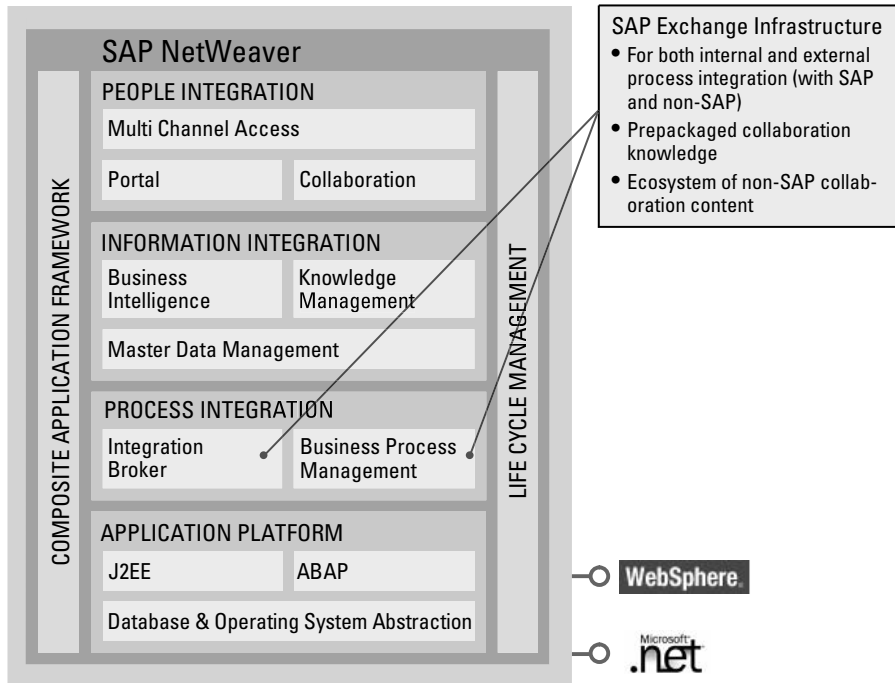 SAP NetWeaver
PEOPLE INTEGRATION
Multi Channel Access
Portal
Collaboration
INFORMATION INTEGRATION
Business
Intelligence
Knowledge
Management
Master Data Management
PROCESS INTEGRATION
Integration
Broker
Business Process
Management
APPLICATION PLATFORM
J2EE
ABAP
Database & Operating System Abstraction
COMPOSITE APPLICATION FRAMEWORK
LIFE CYCLE MANAGEMENT
SAP Exchange Infrastructure
• For both internal and external
process integration (with SAP
and non-SAP)
• Prepackaged collaboration
knowledge
• Ecosystem of non-SAP collab-
oration content
WebSphere.
Microsoft
.net